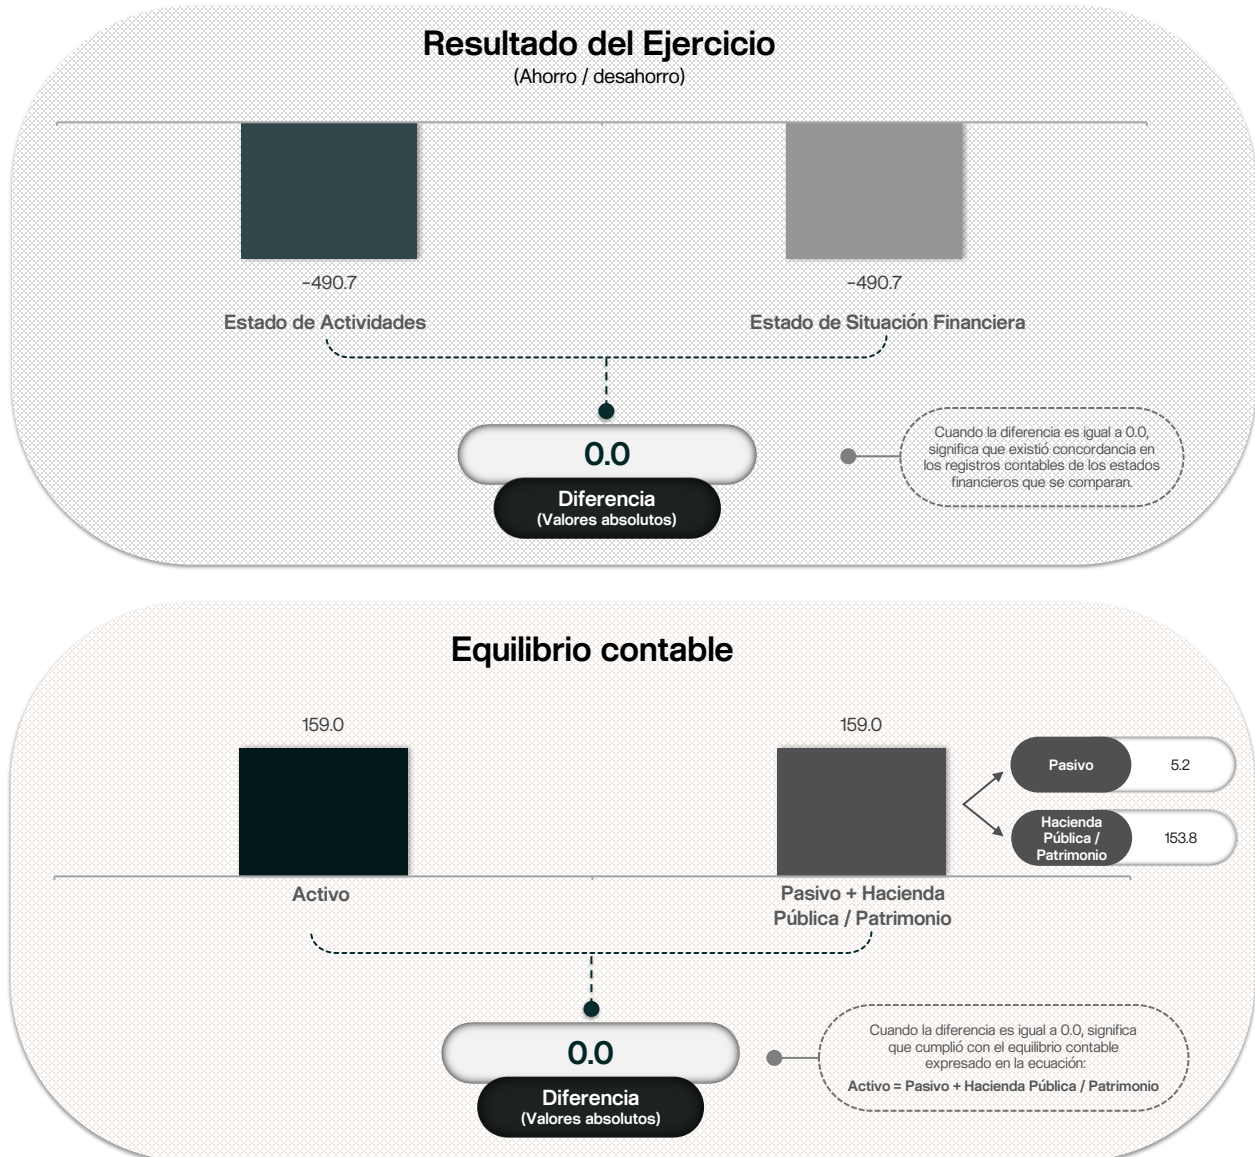 Resultado del Ejercicio
(Ahorro / desahorro)
-490.7
-490.7
Estado de Actividades
Estado de Situación Financiera
0.0
Diferencia
(Valores absolutos)
Cuando la diferencia es igual a 0.0,
significa que existió concordancia en
los registros contables de los estados
financieros que se comparan.
Equilibrio contable
159.0
159.0
Pasivo
5.2
Hacienda
Pública /
Patrimonio
153.8
Activo
Pasivo + Hacienda
Pública / Patrimonio
0.0
Diferencia
(Valores absolutos)
Cuando la diferencia es igual a 0.0, significa
que cumplió con el equilibrio contable
expresado en la ecuación:
Activo = Pasivo + Hacienda Pública / Patrimonio